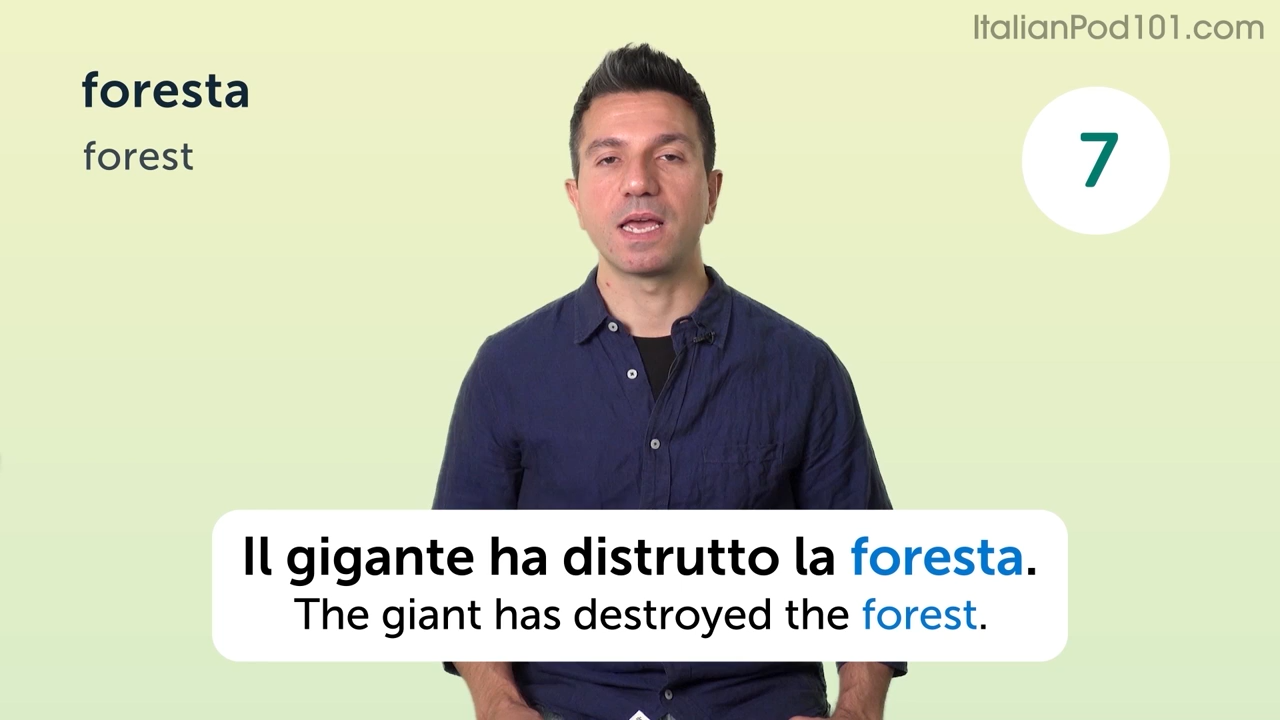 ItalianPod101.com
foresta
forest
7
Il gigante ha distrutto la foresta.
The giant has destroyed the forest.